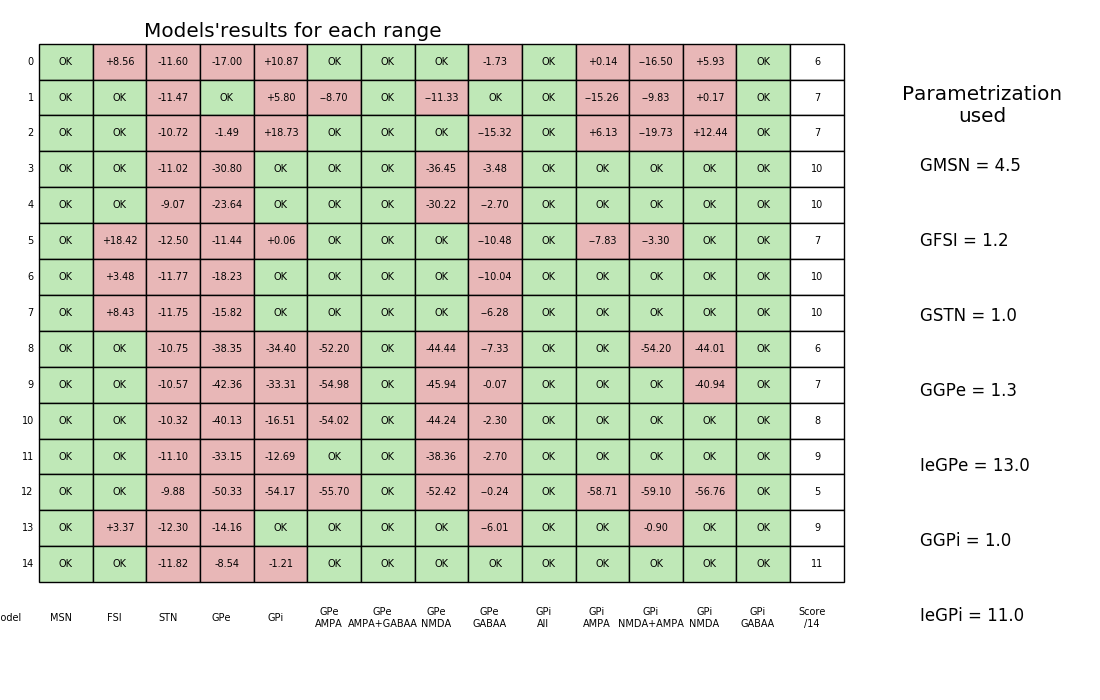 Models'results for each range
0 OK +8.56 -11.60 -17.00 +10.87 OK OK OK -1.73 OK +0.14 --16.50 +5.93 OK 6
1 OK OK -11.47 OK +5.80 --8.70 OK --11.33 OK OK --15.26 --9.83 +0.17 OK 7
2 OK OK -10.72 -1.49 +18.73 OK OK OK --15.32 OK +6.13 --19.73 +12.44 OK 7
3 OK OK -11.02 -30.80 OK OK OK -36.45 -3.48 OK OK OK OK OK 10
4 OK OK -9.07 -23.64 OK OK OK -30.22 --2.70 OK OK OK OK OK 10
5 OK +18.42 -12.50 -11.44 +0.06 OK OK OK --10.48 OK --7.83 --3.30 OK OK 7
6 OK +3.48 -11.77 -18.23 OK OK OK OK --10.04 OK OK OK OK OK 10
7 OK +8.43 -11.75 -15.82 OK OK OK OK --6.28 OK OK OK OK OK 10
8 OK OK -10.75 -38.35 -34.40 -52.20 OK -44.44 --7.33 OK OK -54.20 -44.01 OK 6
9 OK OK -10.57 -42.36 -33.31 -54.98 OK -45.94 -0.07 OK OK OK -40.94 OK 7
10 OK OK -10.32 -40.13 -16.51 -54.02 OK -44.24 -2.30 OK OK OK OK OK 8
11 OK OK -11.10 -33.15 -12.69 OK OK -38.36 -2.70 OK OK OK OK OK 9
12 OK OK -9.88 -50.33 -54.17 -55.70 OK -52.42 --0.24 OK -58.71 -59.10 -56.76 OK 5
13 OK +3.37 -12.30 -14.16 OK OK OK OK --6.01 OK OK -0.90 OK OK 9
14 OK OK -11.82 -8.54 -1.21 OK OK OK OK OK OK OK OK OK 11
odel MSN FSI STN GPe GPi GPe GPe GPe GPe GPi GPi GPi GPi GPi Score
AMPA AMPA+GABAA NMDA GABAA All AMPA NMDA+AMPA NMDA GABAA /14
Parametrization
used
GMSN = 4.5
GFSI = 1.2
GSTN = 1.0
GGPe = 1.3
IeGPe = 13.0
GGPi = 1.0
IeGPi = 11.0